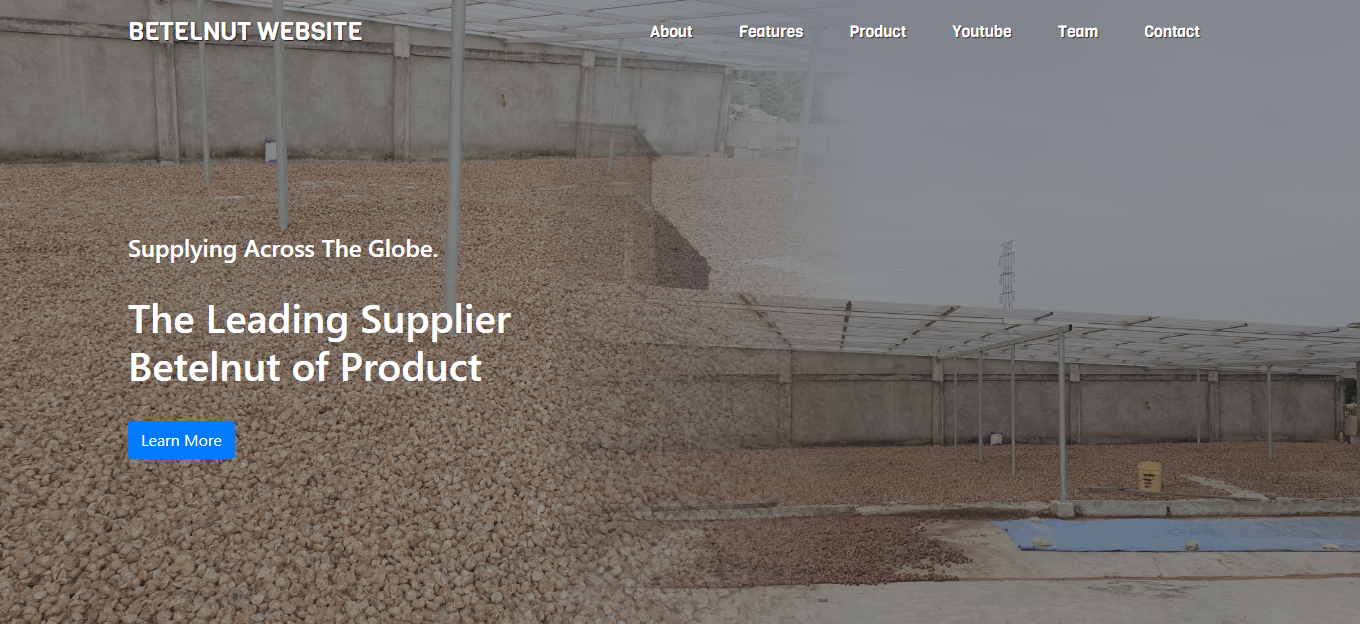 BETELNUT WEBSITE
About Features Product Youtube Team Contact
Supplying Across The Globe.
The Leading Supplier
Betelnut of Product
Learn More